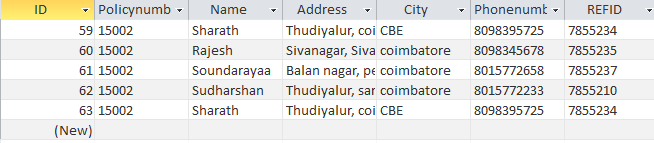 ID Policynumb Name Address City Phonenumb REFID
59 15002 Sharath Thudiyalur, coi CBE 8098395725 7855234
60 15002 Rajesh Sivanagar, Siva coimbatore 8098345678 7855235
61 15002 Soundarayaa Balan nagar, pe coimbatore 8015772658 7855237
62 15002 Sudharshan Thudiyalur, sar coimbatore 8015772233 7855210
63 15002 Sharath Thudiyalur, coi CBE 8098395725 7855234
(New)